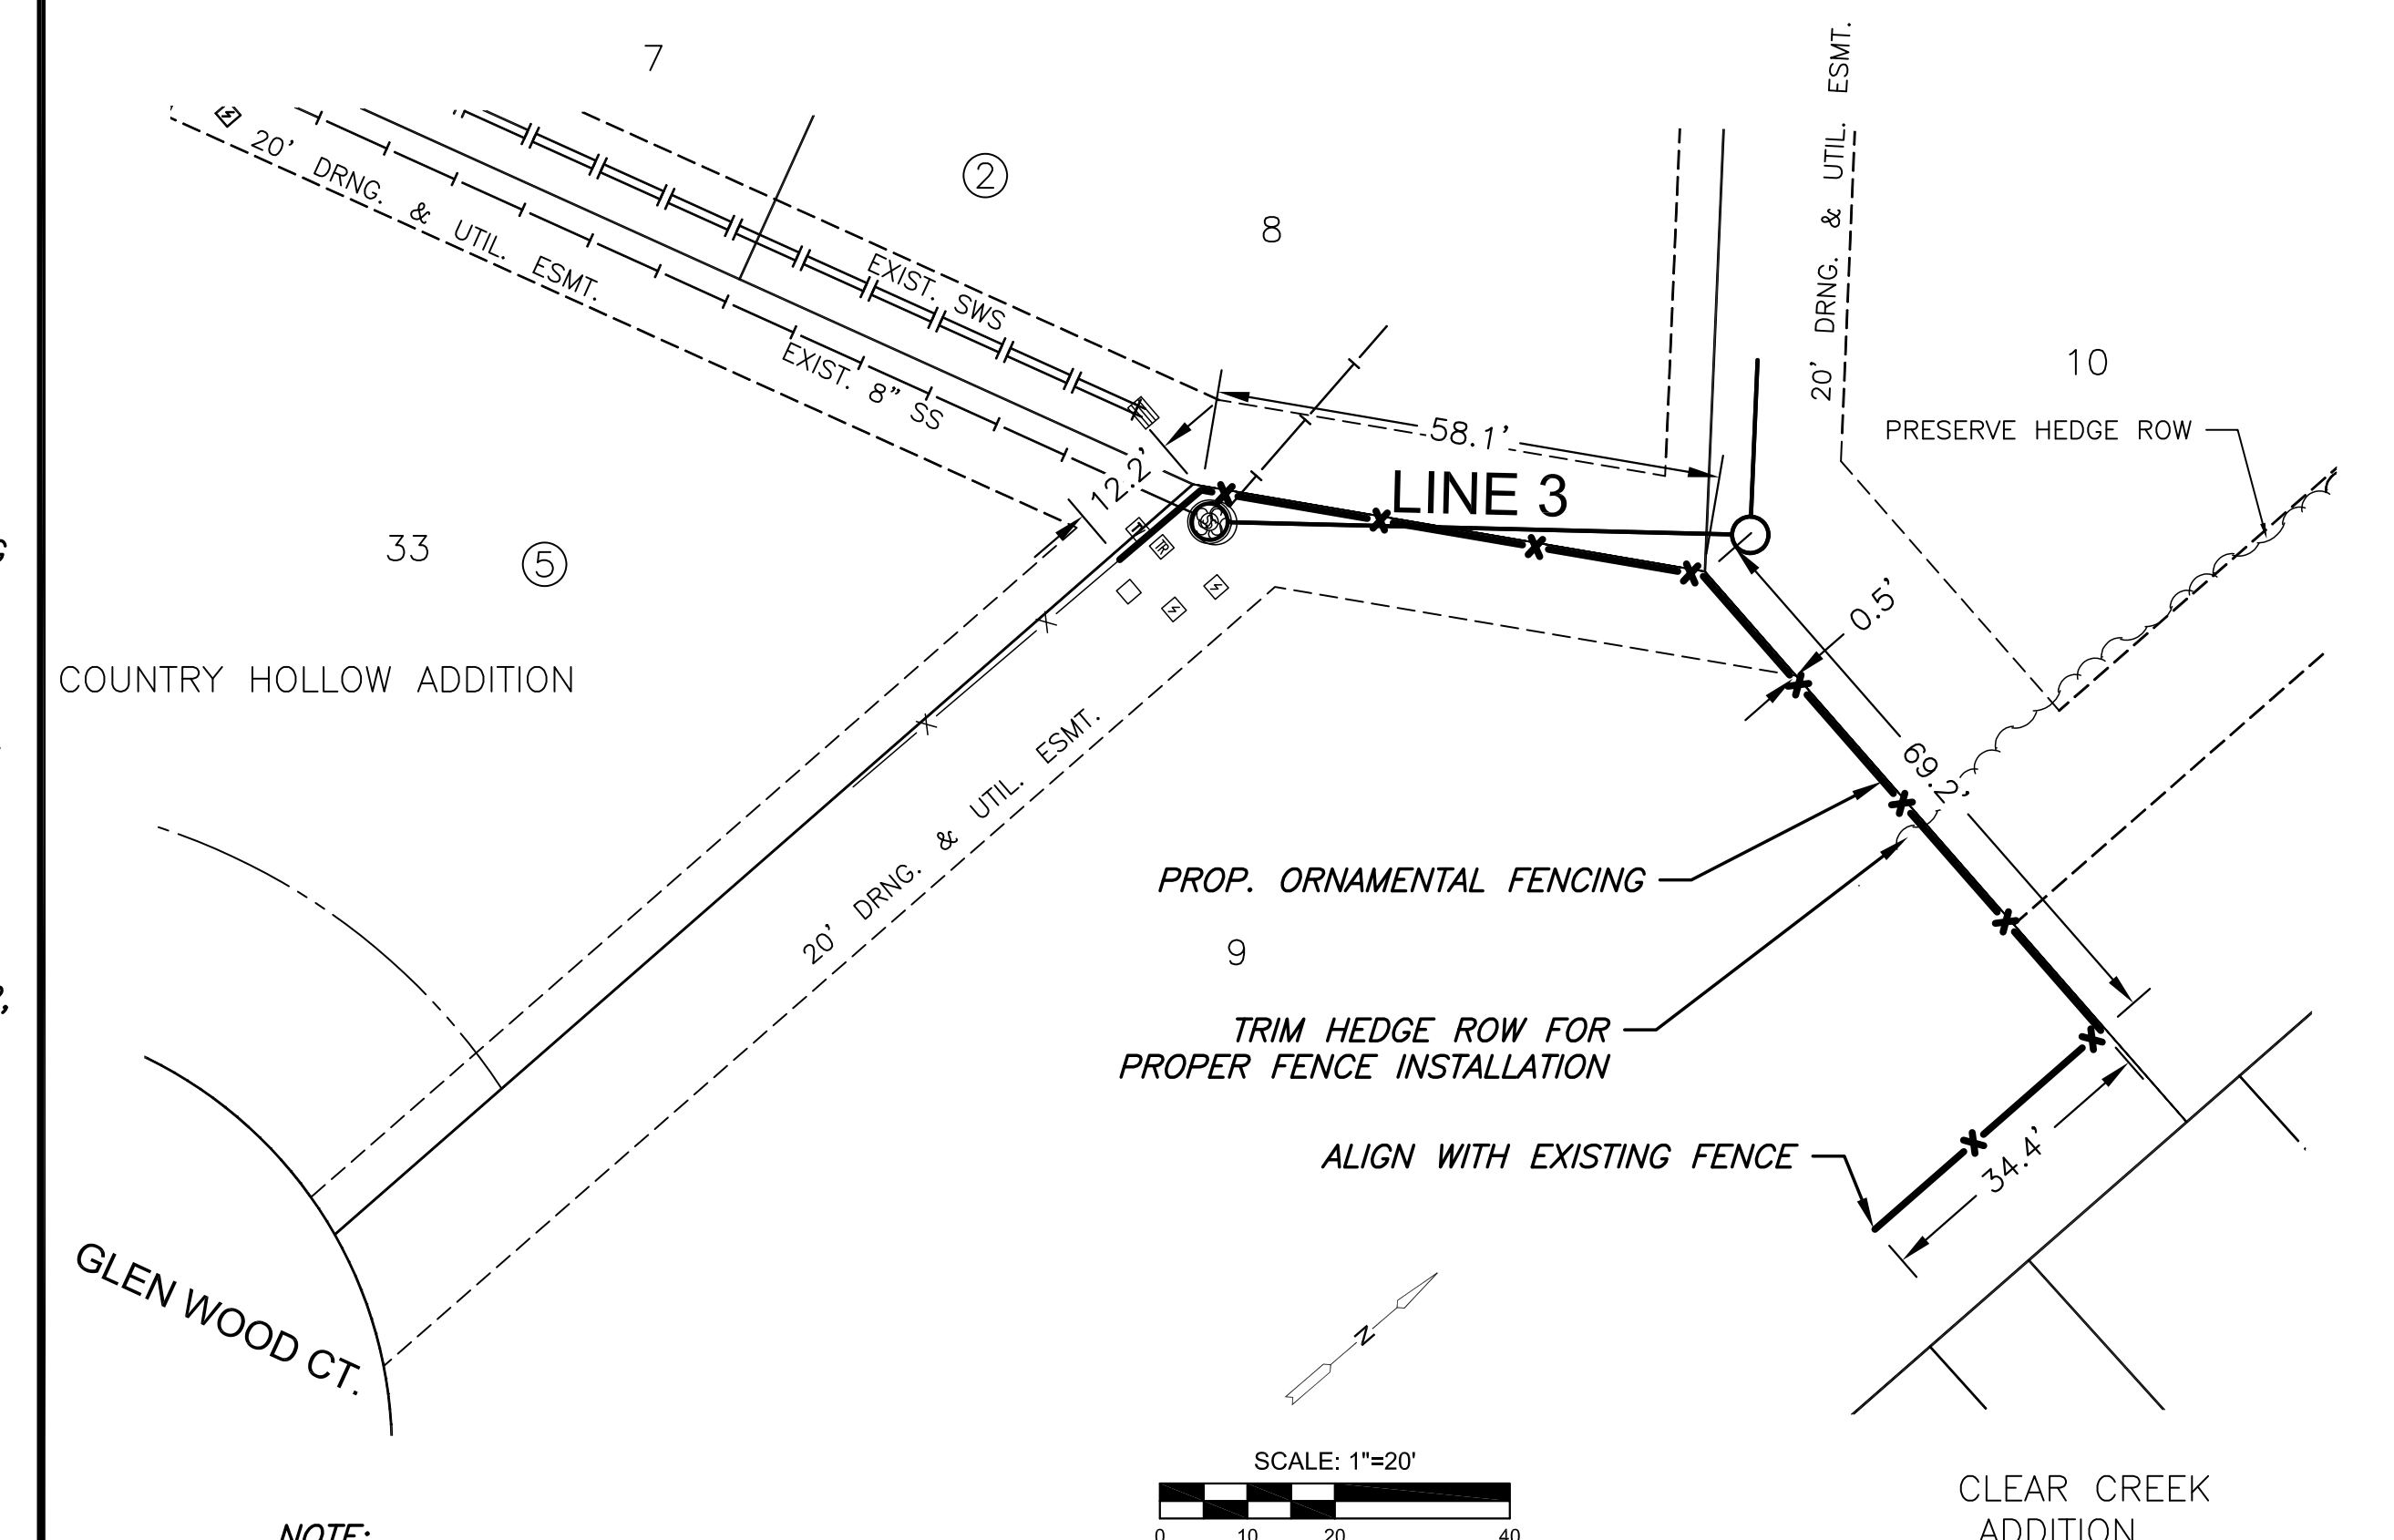 7
20' DRNG. & UTIL. ESMT.
2
8
EXIST. SWS
EXIST. 8" SS
20' DRNG. & UTIL. ESMT.
10
PRESERVE HEDGE ROW
58.1'
LINE 3
12.2'
TR
33
5
0.5'
COUNTRY HOLLOW ADDITION
69.2'
20' DRNG. & UTIL. ESMT.
PROP. ORNAMENTAL FENCING
9
TRIM HEDGE ROW FOR
PROPER FENCE INSTALLATION
ALIGN WITH EXISTING FENCE
34.4'
GLEN WOOD CT.
N
SCALE: 1"=20'
0 10 20 40
CLEAR CREEK
ADDITION
NOTE: